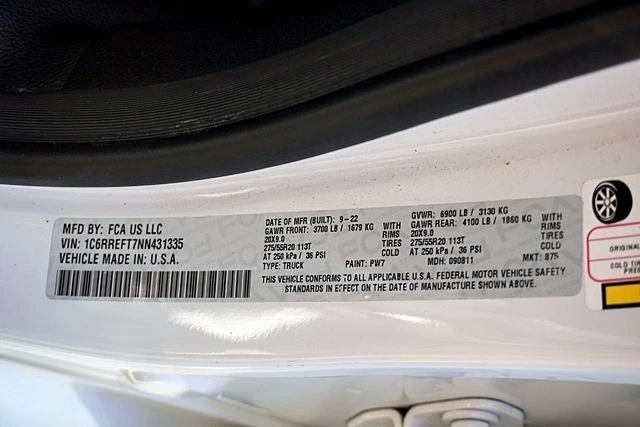 MFD BY: FCA US LLC
VIN: 1C6RREFT7NN431335
VEHICLE MADE IN: U.S.A.
DATE OF MFR (BUILT): 9-22 GVWR: 6900 LB / 3130 KG
GAWR FRONT: 3700 LB / 1679 KG WITH GAWR REAR: 4100 LB / 1860 KG WITH
20X9.0 RIMS 20X9.0 RIMS
275/55R20 113T TIRES 275/55R20 113T TIRES
AT 250 kPa / 36 PSI COLD AT 250 kPa / 36 PSI COLD
TYPE: TRUCK PAINT: PW7 MDH: 090811 MKT: 875
THIS VEHICLE CONFORMS TO ALL APPLICABLE U.S.A. FEDERAL MOTOR VEHICLE SAFETY
STANDARDS IN EFFECT ON THE DATE OF MANUFACTURE SHOWN ABOVE.
ORIGINAL
COLD